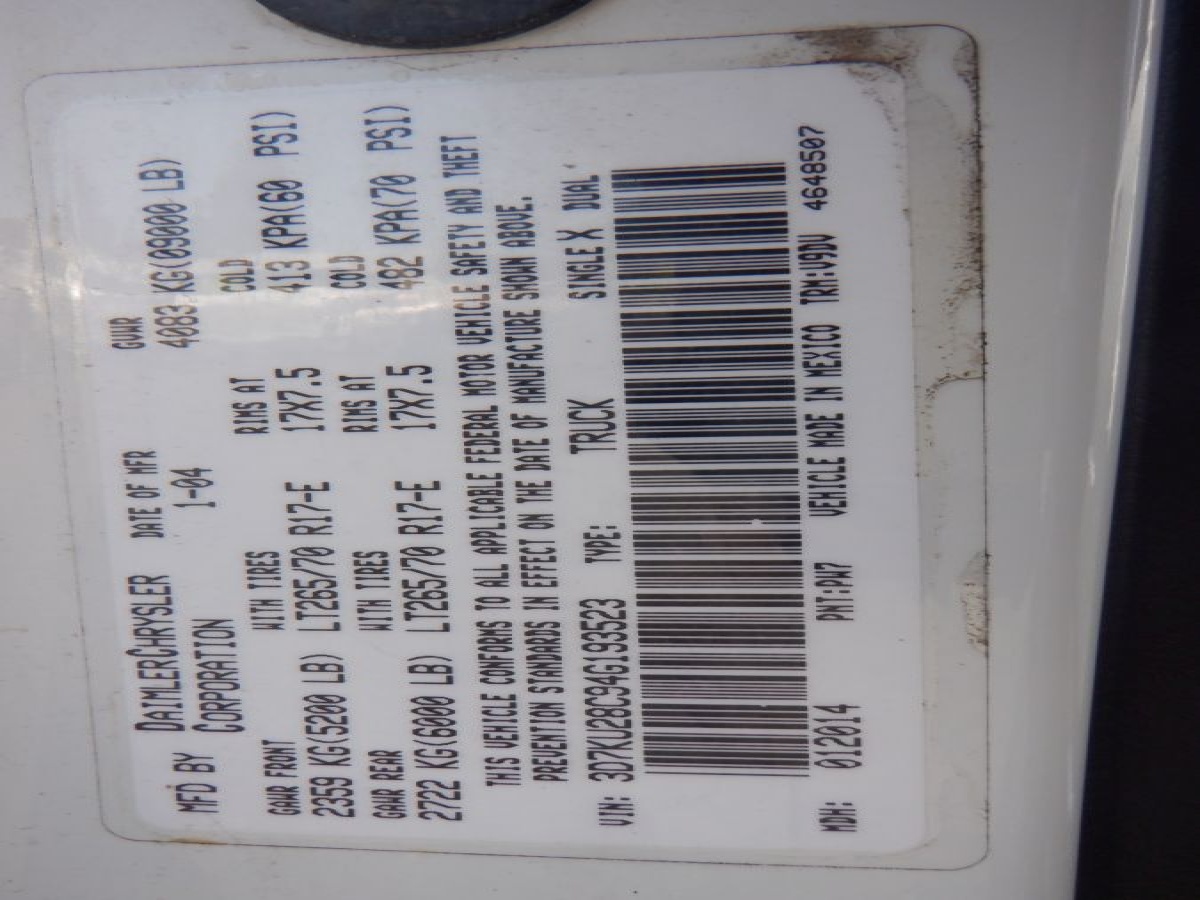 MFD BY DAIMLERCHRYSLER CORPORATION DATE OF MFR 1-04 GVWR 4083 KG(09000 LB)
GAWR FRONT WITH TIRES RIMS AT COLD
2359 KG(5200 LB) LT265/70 R17-E 17X7.5 413 KPA(60 PSI)
GAWR REAR WITH TIRES RIMS AT COLD
2722 KG(6000 LB) LT265/70 R17-E 17X7.5 482 KPA(70 PSI)
THIS VEHICLE CONFORMS TO ALL APPLICABLE FEDERAL MOTOR VEHICLE SAFETY AND THEFT
PREVENTION STANDARDS IN EFFECT ON THE DATE OF MANUFACTURE SHOWN ABOVE.
VIN: 3D7KU28C94G193523 TYPE: TRUCK SINGLE X DUAL
MDH: 012014 PNT:PW7 VEHICLE MADE IN MEXICO TRM:V9DV 4648507